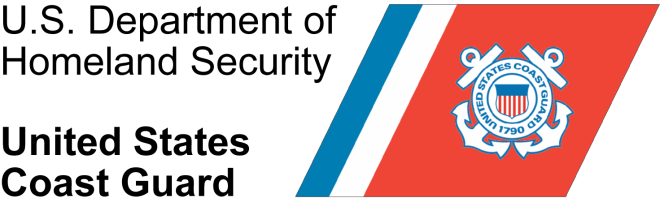 U.S. Department of
Homeland Security
United States
Coast Guard
UNITED STATES COAST GUARD
1790